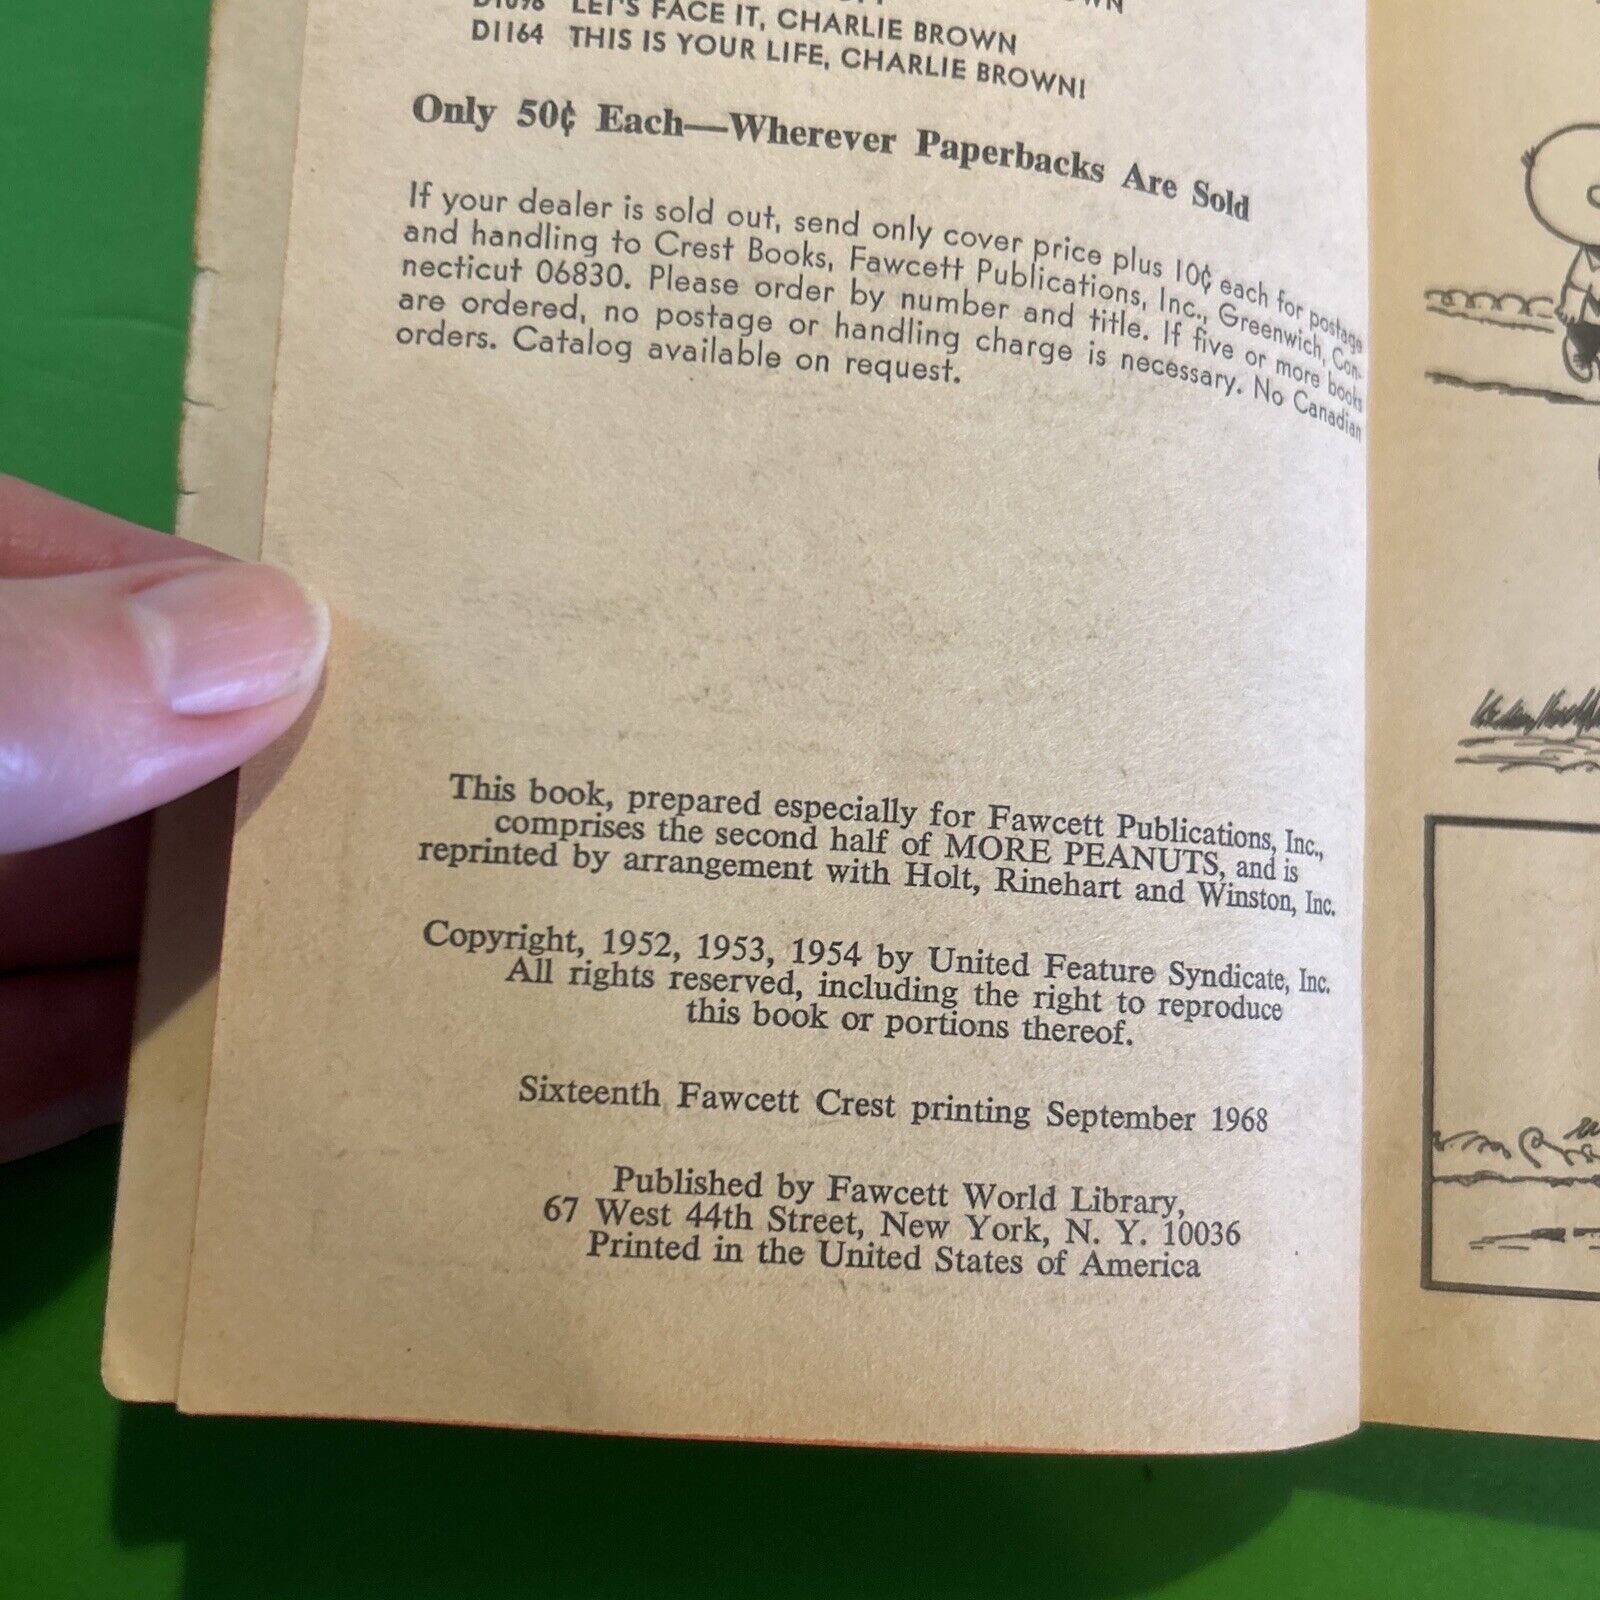 LET'S FACE IT, CHARLIE BROWN
D1164 THIS IS YOUR LIFE, CHARLIE BROWN!
Only 50¢ Each—Wherever Paperbacks Are Sold
If your dealer is sold out, send only cover price plus 10¢ each for postage
and handling to Crest Books, Fawcett Publications, Inc., Greenwich, Con-
necticut 06830. Please order by number and title. If five or more books
are ordered, no postage or handling charge is necessary. No Canadian
orders. Catalog available on request.
This book, prepared especially for Fawcett Publications, Inc.,
comprises the second half of MORE PEANUTS, and is
reprinted by arrangement with Holt, Rinehart and Winston, Inc.
Copyright, 1952, 1953, 1954 by United Feature Syndicate, Inc.
All rights reserved, including the right to reproduce
this book or portions thereof.
Sixteenth Fawcett Crest printing September 1968
Published by Fawcett World Library,
67 West 44th Street, New York, N. Y. 10036
Printed in the United States of America